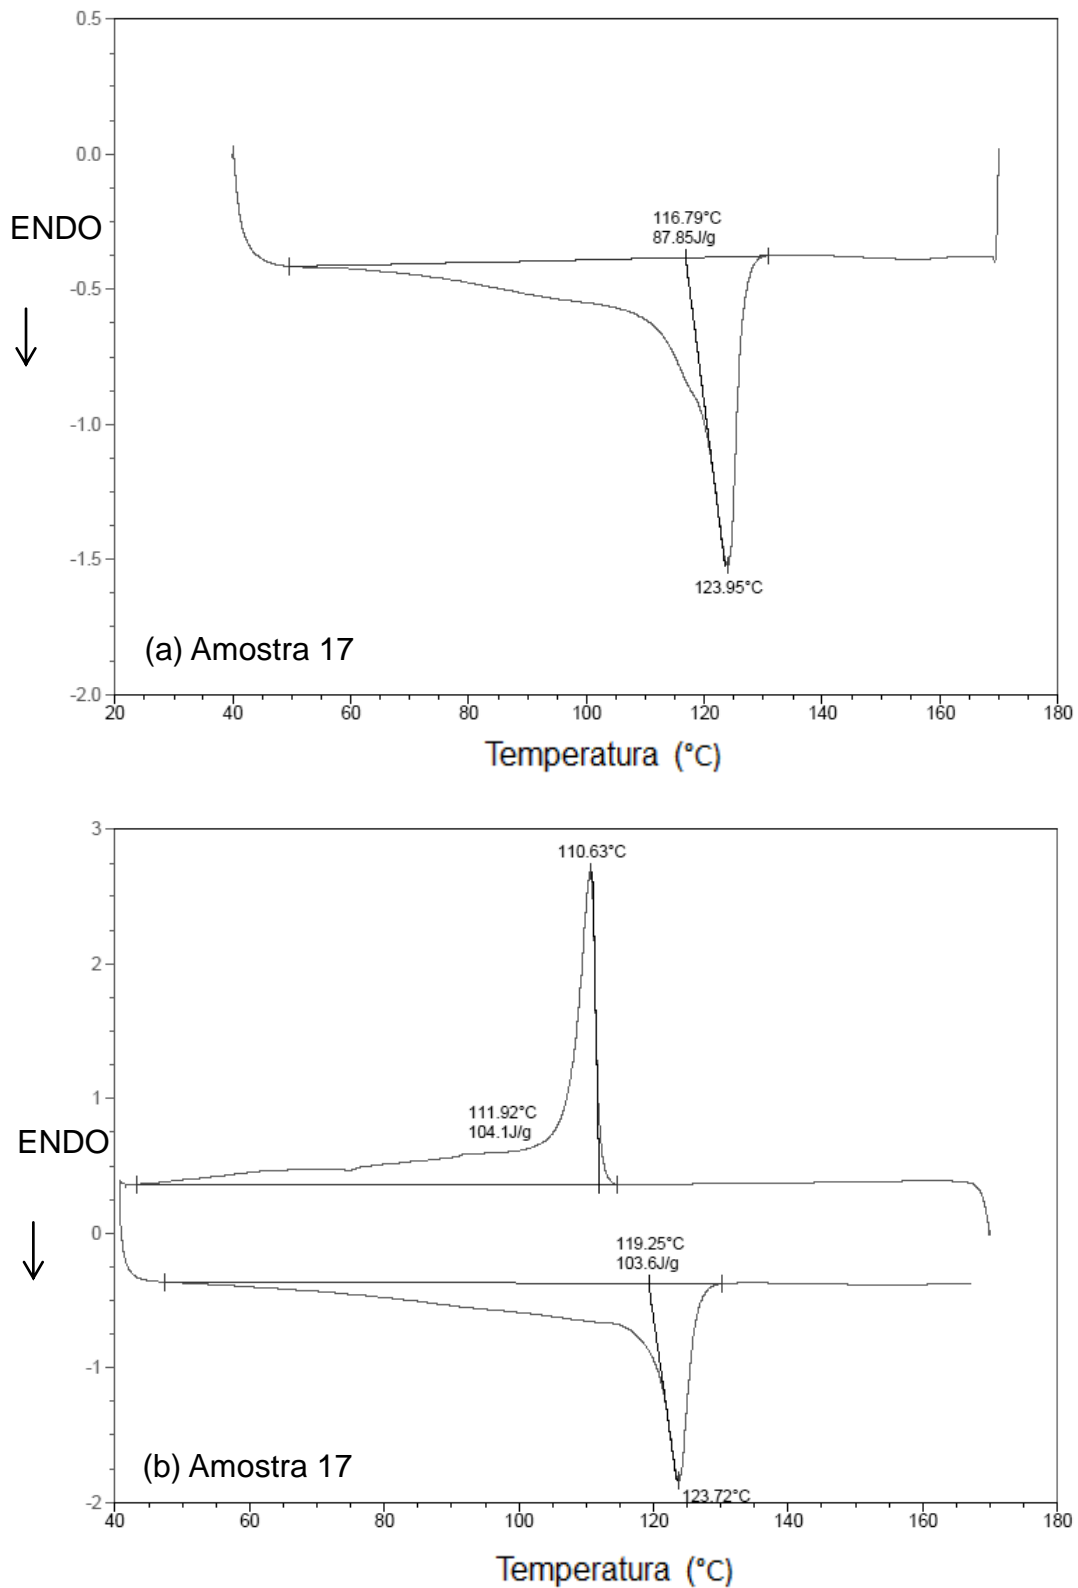 0.5
0.0
116.79°C
87.85J/g
ENDO
-0.5
-1.0
-1.5
123.95°C
(a) Amostra 17
-2.0
20 40 60 80 100 120 140 160 180
Temperatura (°C)
3
110.63°C
2
1
111.92°C
104.1J/g
ENDO
0
119.25°C
103.6J/g
-1
(b) Amostra 17
123.72°C
-2
40 60 80 100 120 140 160 180
Temperatura (°C)